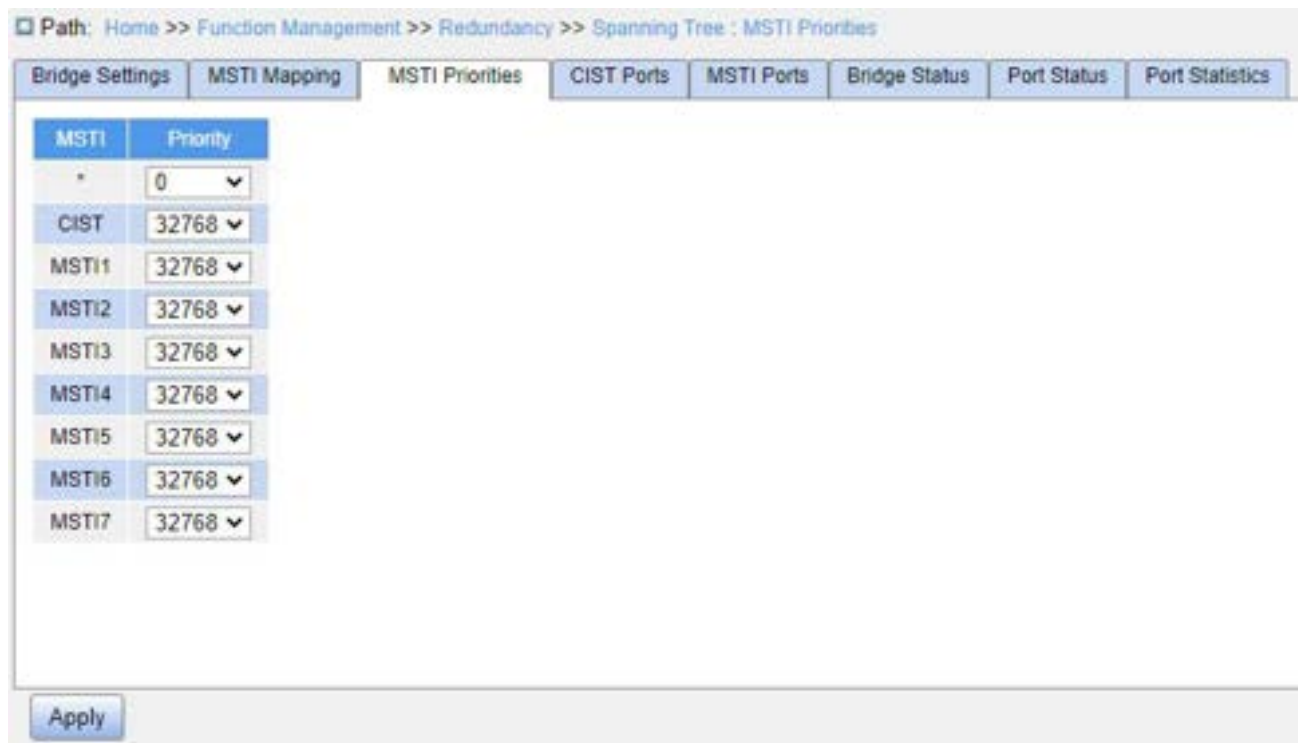 Path: Home >> Function Management >> Redundancy >> Spanning Tree : MSTI Priorities
Bridge Settings MSTI Mapping MSTI Priorities CIST Ports MSTI Ports Bridge Status Port Status Port Statistics
MSTI Priority
* 0
CIST 32768
MSTI1 32768
MSTI2 32768
MSTI3 32768
MSTI4 32768
MSTI5 32768
MSTI6 32768
MSTI7 32768
Apply